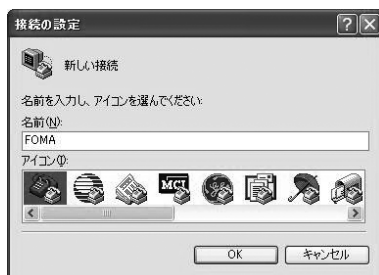 接続の設定
新しい接続
名前を入力し、アイコンを選んでください:
名前(N):
FOMA
アイコン(I):
MCI
OK
キャンセル